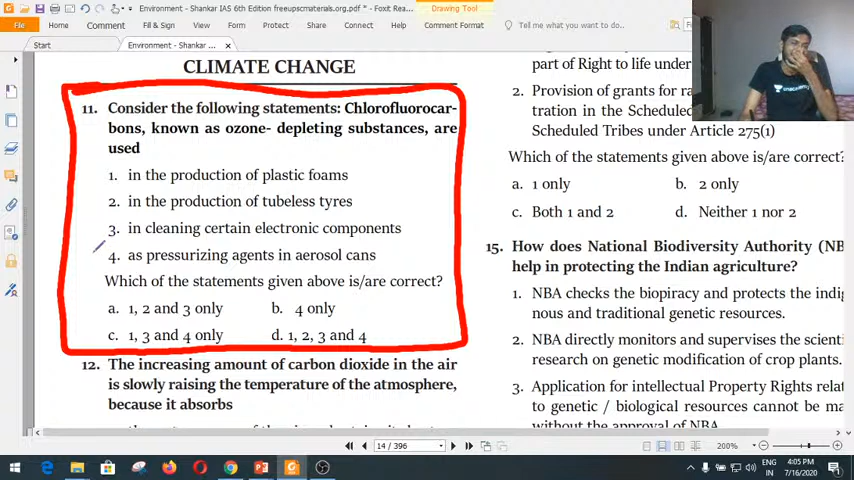 Environment - Shankar IAS 6th Edition freeupscmaterials.org.pdf * - Foxit Rea...
Drawing Tool
File
Home
Comment
Fill & Sign
View
Form
Protect
Share
Help
Comment Format
Tell me what you want to do...
Start
Environment - Shankar ...
CLIMATE CHANGE
11. Consider the following statements: Chlorofluorocar-
bons, known as ozone- depleting substances, are
used
1. in the production of plastic foams
2. in the production of tubeless tyres
3. in cleaning certain electronic components
4. as pressurizing agents in aerosol cans
Which of the statements given above is/are correct?
a. 1, 2 and 3 only b. 4 only
c. 1, 3 and 4 only d. 1, 2, 3 and 4
12. The increasing amount of carbon dioxide in the air
is slowly raising the temperature of the atmosphere,
because it absorbs
part of Right to life under
2. Provision of grants for ra
tration in the Scheduled
Scheduled Tribes under Article 275(1)
Which of the statements given above is/are correct?
a. 1 only b. 2 only
c. Both 1 and 2 d. Neither 1 nor 2
15. How does National Biodiversity Authority (NB
help in protecting the Indian agriculture?
1. NBA checks the biopiracy and protects the indig
nous and traditional genetic resources.
2. NBA directly monitors and supervises the scienti
research on genetic modification of crop plants.
3. Application for intellectual Property Rights relat
to genetic / biological resources cannot be ma
without the approval of NBA.
14 / 396
200%
ENG
IN
4:05 PM
7/16/2020